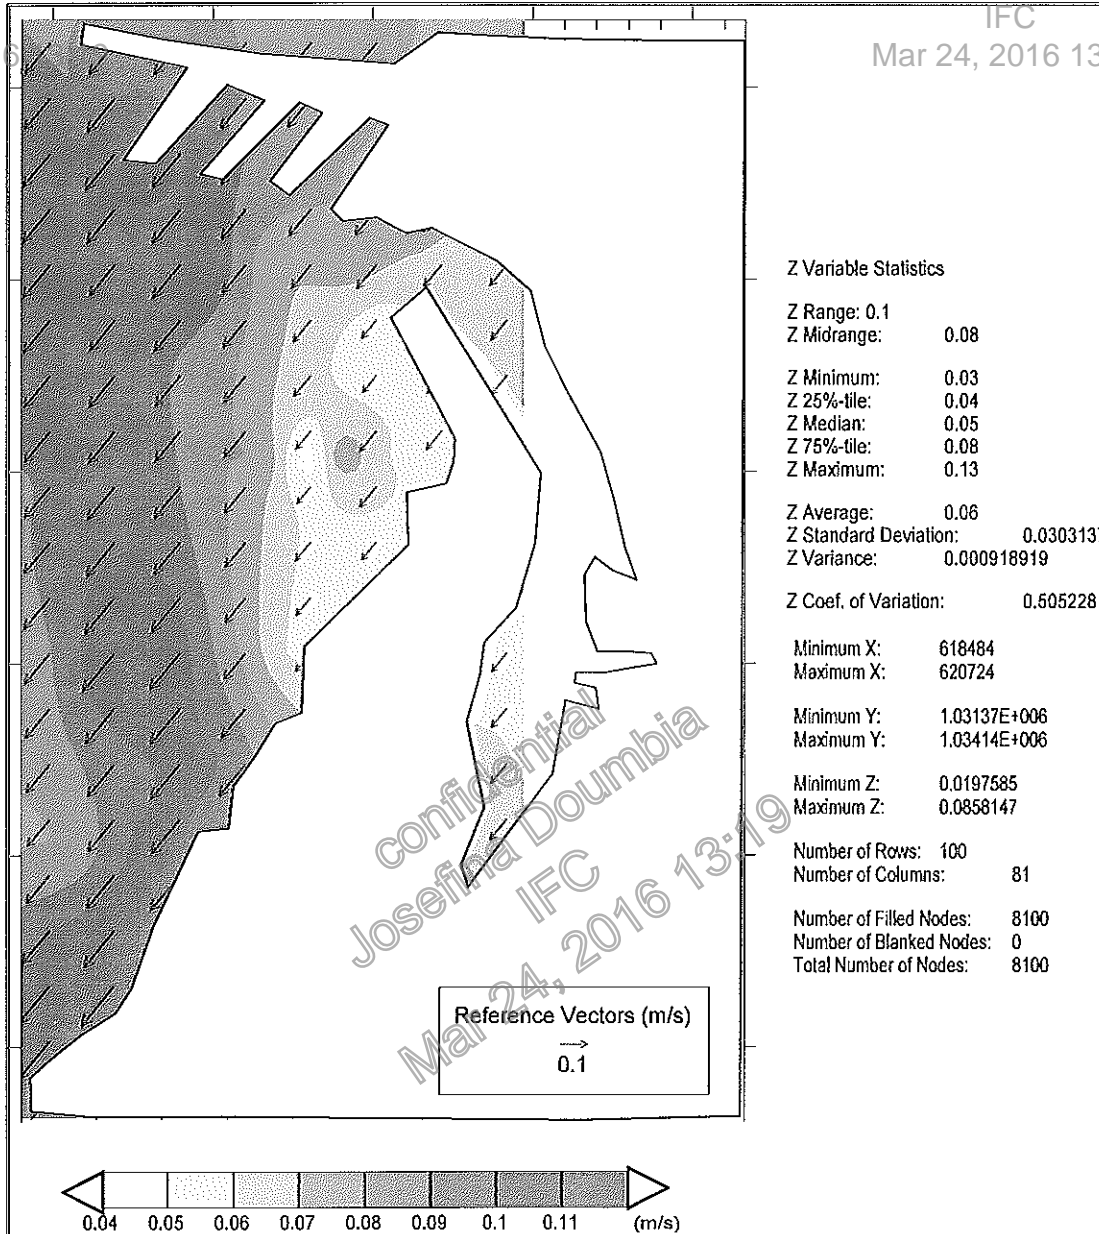 IFC
Mar 24, 2016 13
6
Z Variable Statistics
Z Range: 0.1
Z Midrange: 0.08
Z Minimum: 0.03
Z 25%-tile: 0.04
Z Median: 0.05
Z 75%-tile: 0.08
Z Maximum: 0.13
Z Average: 0.06
Z Standard Deviation: 0.0303137
Z Variance: 0.000918919
Z Coef. of Variation: 0.505228
Minimum X: 618484
Maximum X: 620724
Minimum Y: 1.03137E+006
Maximum Y: 1.03414E+006
Minimum Z: 0.0197585
Maximum Z: 0.0858147
Number of Rows: 100
Number of Columns: 81
Number of Filled Nodes: 8100
Number of Blanked Nodes: 0
Total Number of Nodes: 8100
confidential
Josefina Doumbia
IFC
Mar 24, 2016 13:19
Reference Vectors (m/s)
0.1
0.04 0.05 0.06 0.07 0.08 0.09 0.1 0.11 (m/s)